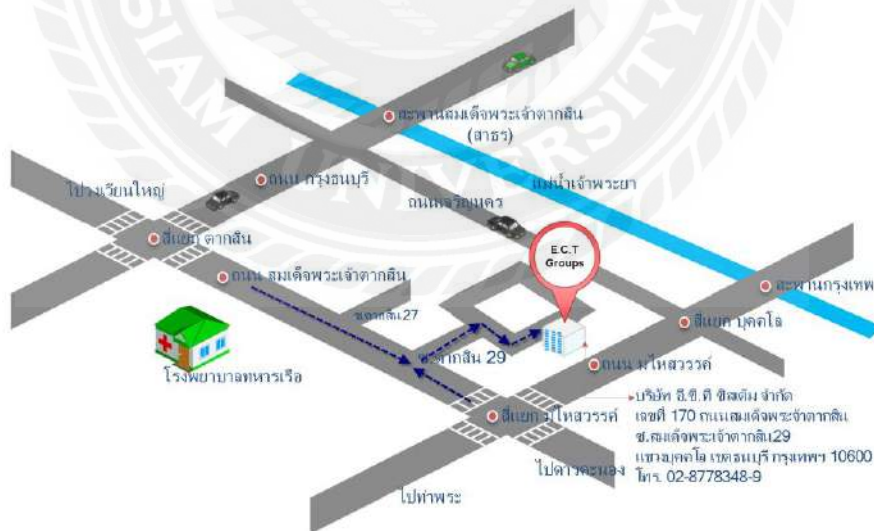 SIAM UNIVERSITY
สะพานสมเด็จพระเจ้าตากสิน
(สาธร)
ถนน กรุงธนบุรี
แม่น้ำเจ้าพระยา
ไปวงเวียนใหญ่
ถนนเจริญนคร
สี่แยก ตากสิน
E.C.T
Groups
ถนน สมเด็จพระเจ้าตากสิน
สะพานกรุงเทพ
ซ.ตากสิน27
สี่แยก บุคคโล
ซ.ตากสิน 29
ถนน มไหสวรรค์
โรงพยาบาลทหารเรือ
บริษัท อี.ซี.ที ซิสเต็ม จำกัด
เลขที่ 170 ถนนสมเด็จพระเจ้าตากสิน
ซ.สมเด็จพระเจ้าตากสิน29
แขวงบุคคโล เขตธนบุรี กรุงเทพฯ 10600
โทร. 02-8778348-9
สี่แยก มไหสวรรค์
ไปดาวคะนอง
ไปท่าพระ